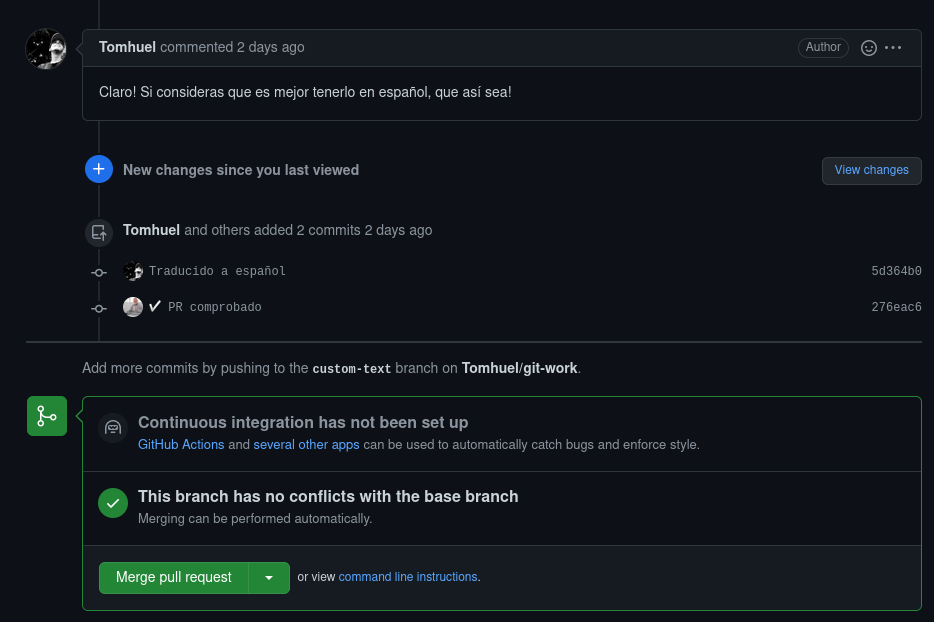 Tomhuel commented 2 days ago Author
Claro! Si consideras que es mejor tenerlo en español, que así sea!
New changes since you last viewed View changes
Tomhuel and others added 2 commits 2 days ago
Traducido a español 5d364b0
✔ PR comprobado 276eac6
Add more commits by pushing to the custom-text branch on Tomhuel/git-work.
Continuous integration has not been set up
GitHub Actions and several other apps can be used to automatically catch bugs and enforce style.
This branch has no conflicts with the base branch
Merging can be performed automatically.
Merge pull request or view command line instructions.